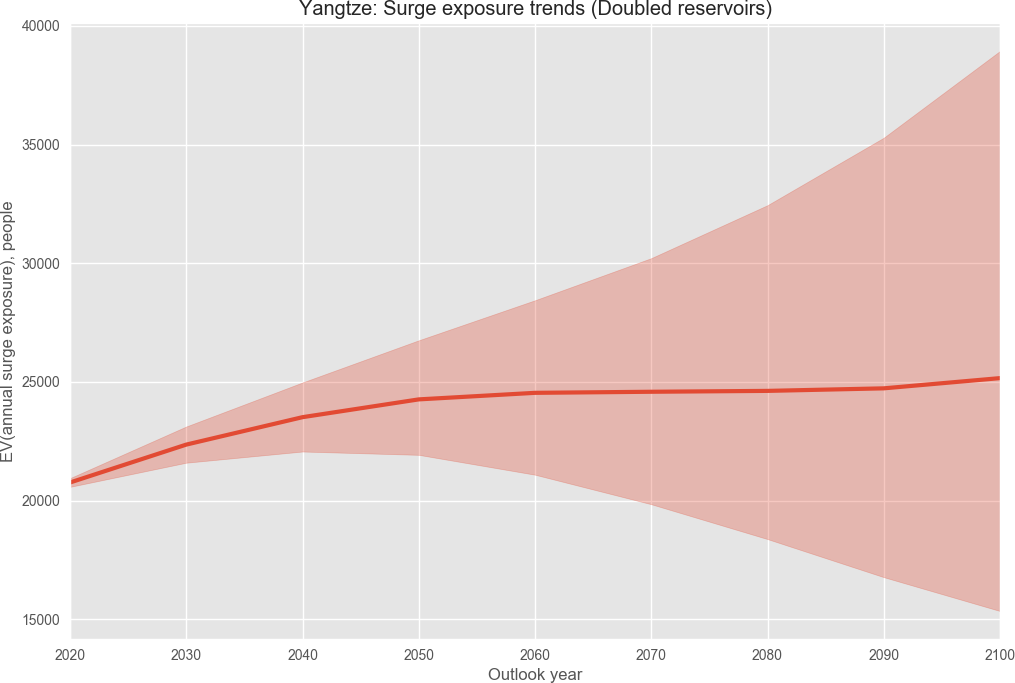 Yangtze: Surge exposure trends (Doubled reservoirs)
40000
35000
30000
25000
20000
15000
EV(annual surge exposure), people
2020 2030 2040 2050 2060 2070 2080 2090 2100
Outlook year